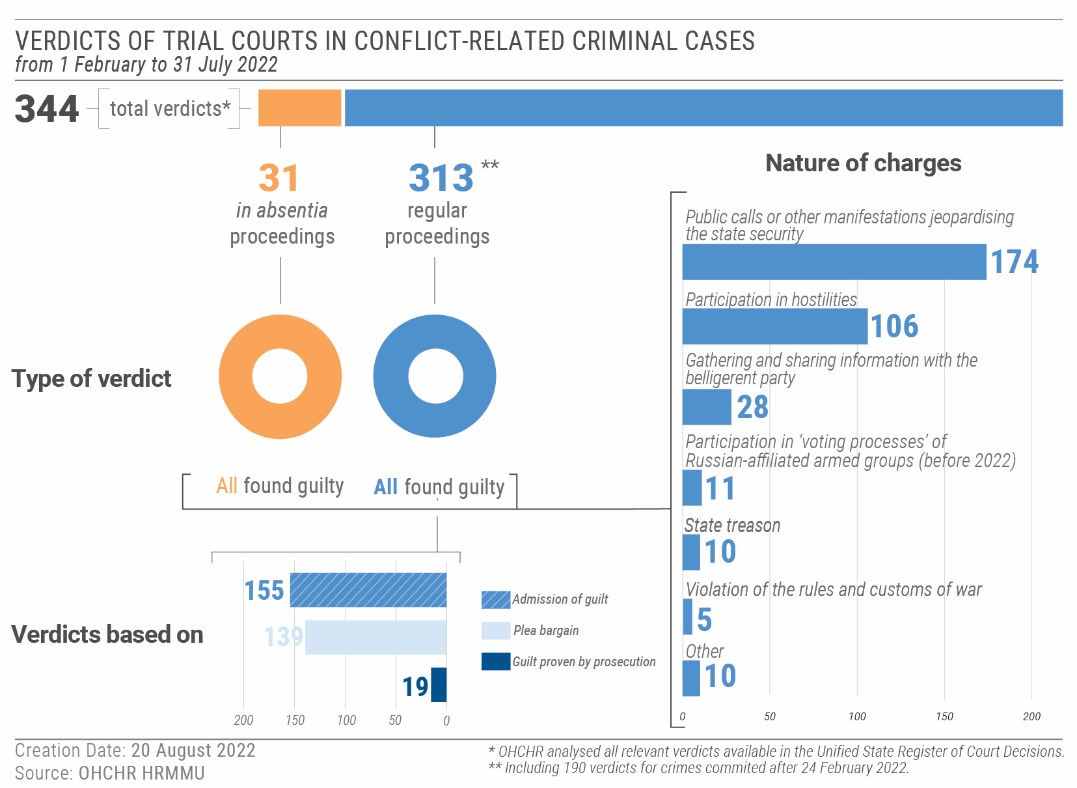 VERDICTS OF TRIAL COURTS IN CONFLICT-RELATED CRIMINAL CASES
from 1 February to 31 July 2022
344 total verdicts*
31
in absentia
proceedings
313 **
regular
proceedings
Type of verdict
All found guilty
All found guilty
Verdicts based on
155
139
19
200 150 100 50 0
Admission of guilt
Plea bargain
Guilt proven by prosecution
Nature of charges
Public calls or other manifestations jeopardising
the state security
174
Participation in hostilities
106
Gathering and sharing information with the
belligerent party
28
Participation in ‘voting processes’ of
Russian-affiliated armed groups (before 2022)
11
State treason
10
Violation of the rules and customs of war
5
Other
10
0 50 100 150 200
Creation Date: 20 August 2022
Source: OHCHR HRMMU
* OHCHR analysed all relevant verdicts available in the Unified State Register of Court Decisions.
** Including 190 verdicts for crimes commited after 24 February 2022.